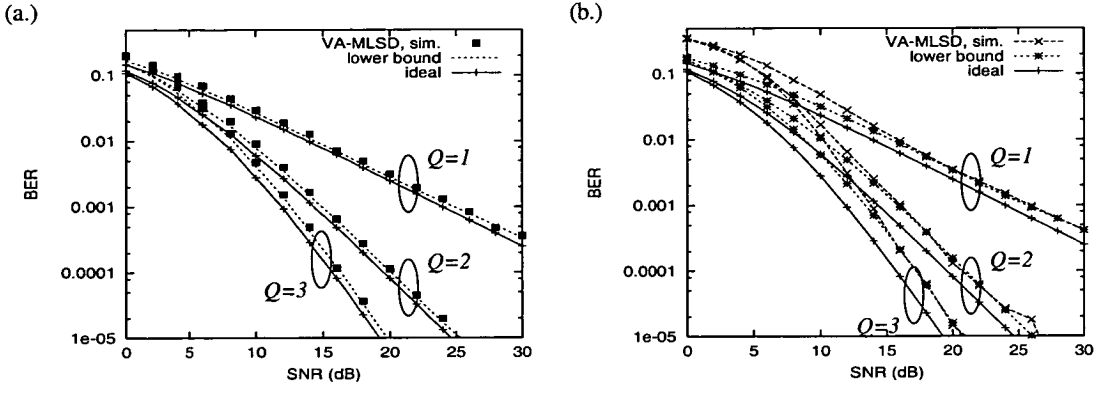 (a.)
VA-MLSD, sim.
lower bound
ideal
0.1
0.01
0.001
0.0001
1e-05
BER
Q=1
Q=2
Q=3
0 5 10 15 20 25 30
SNR (dB)
(b.)
VA-MLSD, sim.
lower bound
ideal
0.1
0.01
0.001
0.0001
1e-05
BER
Q=1
Q=2
Q=3
0 5 10 15 20 25 30
SNR (dB)